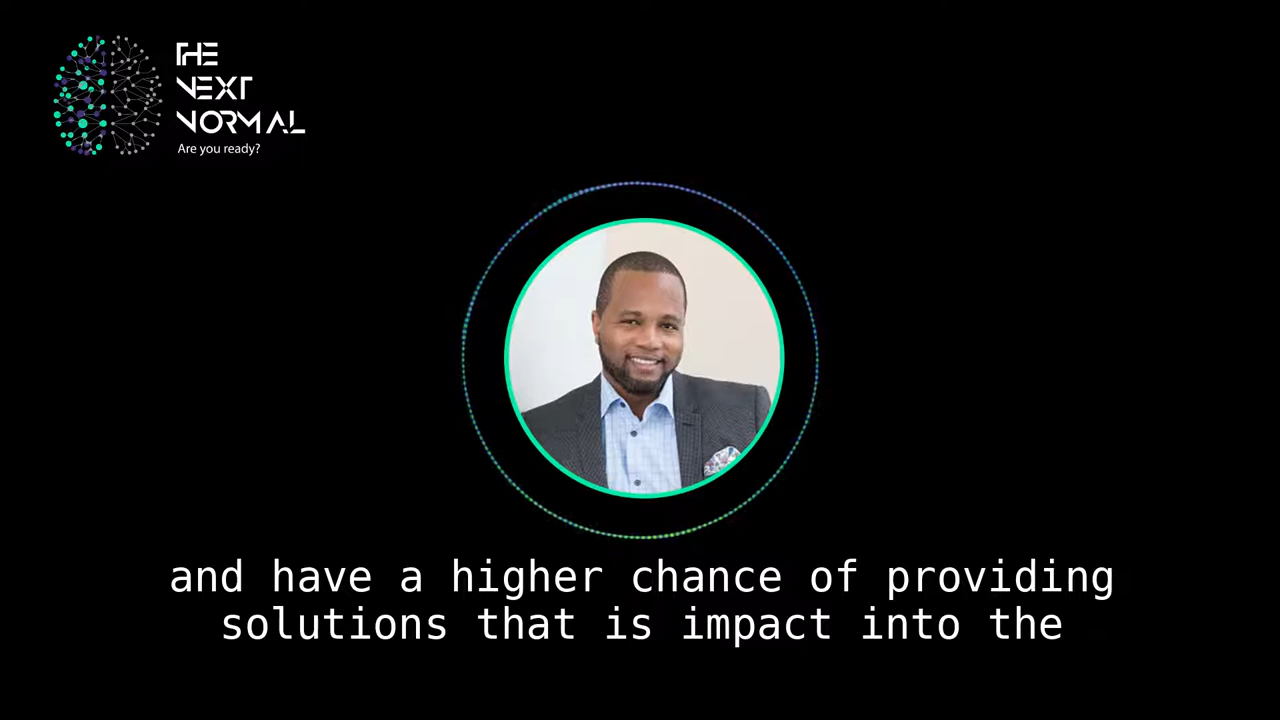 THE
NEXT
NORMAL
Are you ready?
and have a higher chance of providing
solutions that is impact into the